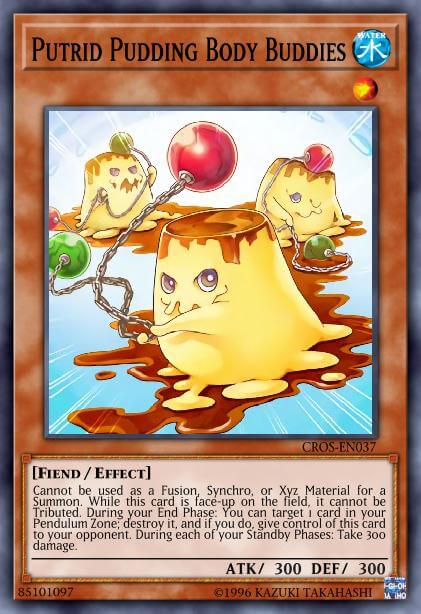 PUTRID PUDDING BODY BUDDIES
WATER
水
CROS-EN037
[FIEND / EFFECT]
Cannot be used as a Fusion, Synchro, or Xyz Material for a
Summon. While this card is face-up on the field, it cannot be
Tributed. During your End Phase: You can target 1 card in your
Pendulum Zone; destroy it, and if you do, give control of this card
to your opponent. During each of your Standby Phases: Take 300
damage.
ATK/ 300 DEF/ 300
85101097
©1996 KAZUKI TAKAHASHI